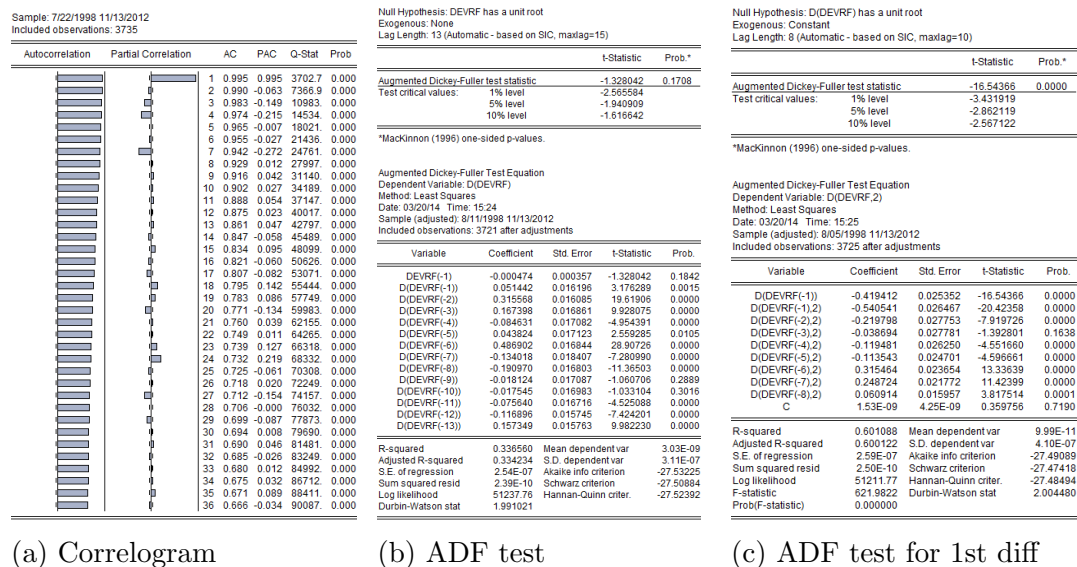 Sample: 7/22/1998 11/13/2012
Included observations: 3735
Autocorrelation Partial Correlation AC PAC Q-Stat Prob
1 0.995 0.995 3702.7 0.000
2 0.990 -0.063 7366.9 0.000
3 0.983 -0.149 10983. 0.000
4 0.974 -0.215 14534. 0.000
5 0.965 -0.007 18021. 0.000
6 0.955 -0.027 21436. 0.000
7 0.942 -0.272 24761. 0.000
8 0.929 0.012 27997. 0.000
9 0.916 0.042 31140. 0.000
10 0.902 0.027 34189. 0.000
11 0.888 0.054 37147. 0.000
12 0.875 0.023 40017. 0.000
13 0.861 0.047 42797. 0.000
14 0.847 -0.058 45489. 0.000
15 0.834 0.095 48099. 0.000
16 0.821 -0.060 50626. 0.000
17 0.807 -0.082 53071. 0.000
18 0.795 0.142 55444. 0.000
19 0.783 0.086 57749. 0.000
20 0.771 -0.134 59983. 0.000
21 0.760 0.039 62155. 0.000
22 0.749 0.011 64265. 0.000
23 0.739 0.127 66318. 0.000
24 0.732 0.219 68332. 0.000
25 0.725 -0.061 70308. 0.000
26 0.718 0.020 72249. 0.000
27 0.712 -0.154 74157. 0.000
28 0.706 -0.000 76032. 0.000
29 0.699 -0.087 77873. 0.000
30 0.694 0.008 79690. 0.000
31 0.690 0.046 81481. 0.000
32 0.685 -0.026 83249. 0.000
33 0.680 0.012 84992. 0.000
34 0.675 0.032 86712. 0.000
35 0.671 0.089 88411. 0.000
36 0.666 -0.034 90087. 0.000
(a) Correlogram
Null Hypothesis: DEVRF has a unit root
Exogenous: None
Lag Length: 13 (Automatic - based on SIC, maxlag=15)
t-Statistic Prob.*
Augmented Dickey-Fuller test statistic -1.328042 0.1708
Test critical values: 1% level -2.565584
5% level -1.940909
10% level -1.616642
*MacKinnon (1996) one-sided p-values.
Augmented Dickey-Fuller Test Equation
Dependent Variable: D(DEVRF)
Method: Least Squares
Date: 03/20/14 Time: 15:24
Sample (adjusted): 8/11/1998 11/13/2012
Included observations: 3721 after adjustments
Variable Coefficient Std. Error t-Statistic Prob.
DEVRF(-1) -0.000474 0.000357 -1.328042 0.1842
D(DEVRF(-1)) 0.051442 0.016196 3.176289 0.0015
D(DEVRF(-2)) 0.315568 0.016085 19.61906 0.0000
D(DEVRF(-3)) 0.167398 0.016861 9.928075 0.0000
D(DEVRF(-4)) -0.084631 0.017082 -4.954391 0.0000
D(DEVRF(-5)) 0.043824 0.017123 2.559285 0.0105
D(DEVRF(-6)) 0.486902 0.016844 28.90726 0.0000
D(DEVRF(-7)) -0.134018 0.018407 -7.280990 0.0000
D(DEVRF(-8)) -0.190970 0.016803 -11.36503 0.0000
D(DEVRF(-9)) -0.018124 0.017087 -1.060706 0.2889
D(DEVRF(-10)) -0.017545 0.016983 -1.033104 0.3016
D(DEVRF(-11)) -0.075640 0.016716 -4.525088 0.0000
D(DEVRF(-12)) -0.116896 0.015745 -7.424201 0.0000
D(DEVRF(-13)) 0.157349 0.015763 9.982230 0.0000
R-squared 0.336560 Mean dependent var 3.03E-09
Adjusted R-squared 0.334234 S.D. dependent var 3.11E-07
S.E. of regression 2.54E-07 Akaike info criterion -27.53225
Sum squared resid 2.39E-10 Schwarz criterion -27.50884
Log likelihood 51237.76 Hannan-Quinn criter. -27.52392
Durbin-Watson stat 1.991021
(b) ADF test
Null Hypothesis: D(DEVRF) has a unit root
Exogenous: Constant
Lag Length: 8 (Automatic - based on SIC, maxlag=10)
t-Statistic Prob.*
Augmented Dickey-Fuller test statistic -16.54366 0.0000
Test critical values: 1% level -3.431919
5% level -2.862119
10% level -2.567122
*MacKinnon (1996) one-sided p-values.
Augmented Dickey-Fuller Test Equation
Dependent Variable: D(DEVRF,2)
Method: Least Squares
Date: 03/20/14 Time: 15:25
Sample (adjusted): 8/05/1998 11/13/2012
Included observations: 3725 after adjustments
Variable Coefficient Std. Error t-Statistic Prob.
D(DEVRF(-1)) -0.419412 0.025352 -16.54366 0.0000
D(DEVRF(-1),2) -0.540541 0.026467 -20.42358 0.0000
D(DEVRF(-2),2) -0.219798 0.027753 -7.919726 0.0000
D(DEVRF(-3),2) -0.038694 0.027781 -1.392801 0.1638
D(DEVRF(-4),2) -0.119481 0.026250 -4.551660 0.0000
D(DEVRF(-5),2) -0.113543 0.024701 -4.596661 0.0000
D(DEVRF(-6),2) 0.315464 0.023654 13.33639 0.0000
D(DEVRF(-7),2) 0.248724 0.021772 11.42399 0.0000
D(DEVRF(-8),2) 0.060914 0.015957 3.817514 0.0001
C 1.53E-09 4.25E-09 0.359756 0.7190
R-squared 0.601088 Mean dependent var 9.99E-11
Adjusted R-squared 0.600122 S.D. dependent var 4.10E-07
S.E. of regression 2.59E-07 Akaike info criterion -27.49089
Sum squared resid 2.50E-10 Schwarz criterion -27.47418
Log likelihood 51211.77 Hannan-Quinn criter. -27.48494
F-statistic 621.9822 Durbin-Watson stat 2.004480
Prob(F-statistic) 0.000000
(c) ADF test for 1st diff